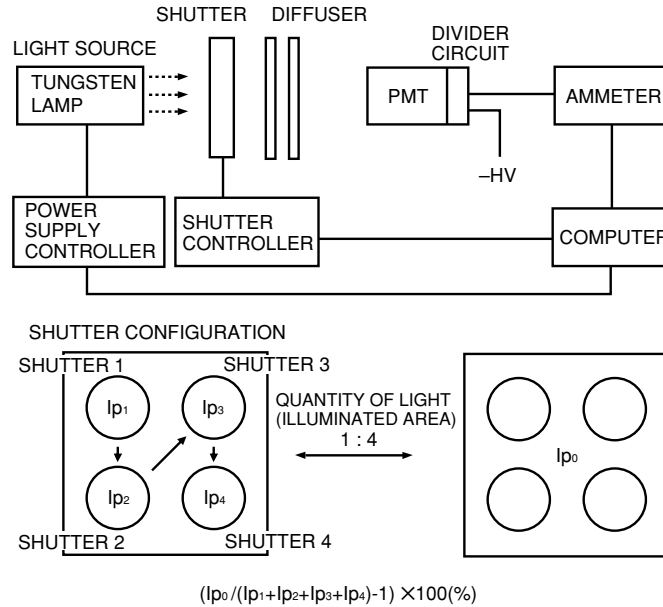 SHUTTER
DIFFUSER
LIGHT SOURCE
DIVIDER
CIRCUIT
TUNGSTEN
LAMP
PMT
AMMETER
–HV
POWER
SUPPLY
CONTROLLER
SHUTTER
CONTROLLER
COMPUTER
SHUTTER CONFIGURATION
SHUTTER 1
SHUTTER 3
Ip1
Ip3
QUANTITY OF LIGHT
(ILLUMINATED AREA)
1 : 4
Ip0
Ip2
Ip4
SHUTTER 2
SHUTTER 4
(Ip0/(Ip1+Ip2+Ip3+Ip4)-1) ×100(%)